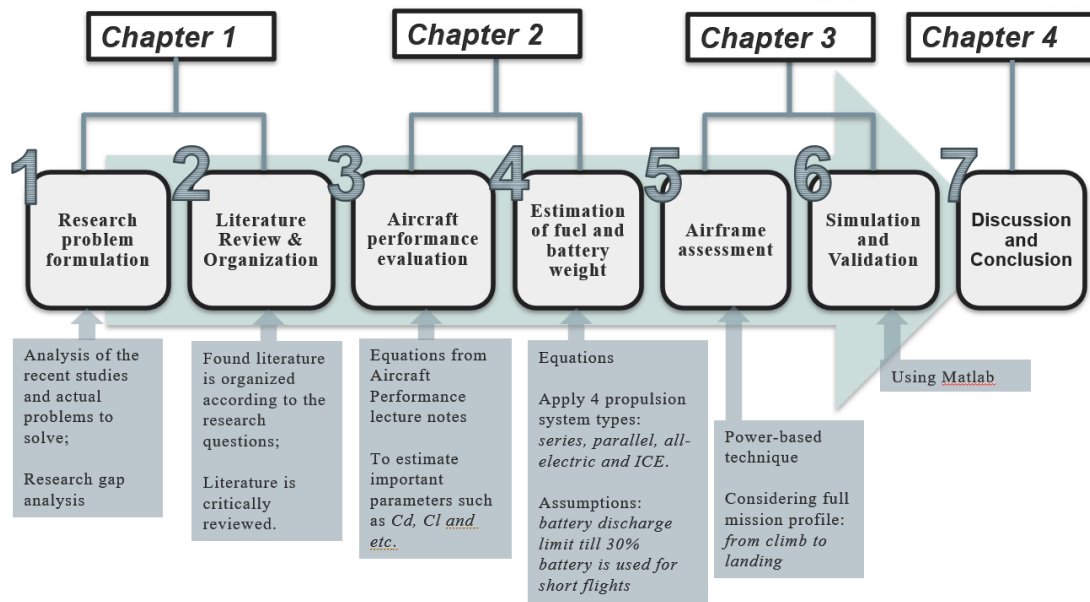 Chapter 1
Chapter 2
Chapter 3
Chapter 4
1
Research
problem
formulation
2
Literature
Review &
Organization
3
Aircraft
performance
evaluation
4
Estimation
of fuel and
battery
weight
5
Airframe
assessment
6
Simulation
and
Validation
7
Discussion
and
Conclusion
Analysis of the
recent studies
and actual
problems to
solve;
Research gap
analysis
Found literature
is organized
according to the
research
questions;
Literature is
critically
reviewed.
Equations from
Aircraft
Performance
lecture notes
To estimate
important
parameters such
as Cd, Cl and
etc.
Equations
Apply 4 propulsion
system types:
series, parallel, all-
electric and ICE.
Assumptions:
battery discharge
limit till 30%
battery is used for
short flights
Power-based
technique
Considering full
mission profile:
from climb to
landing
Using Matlab